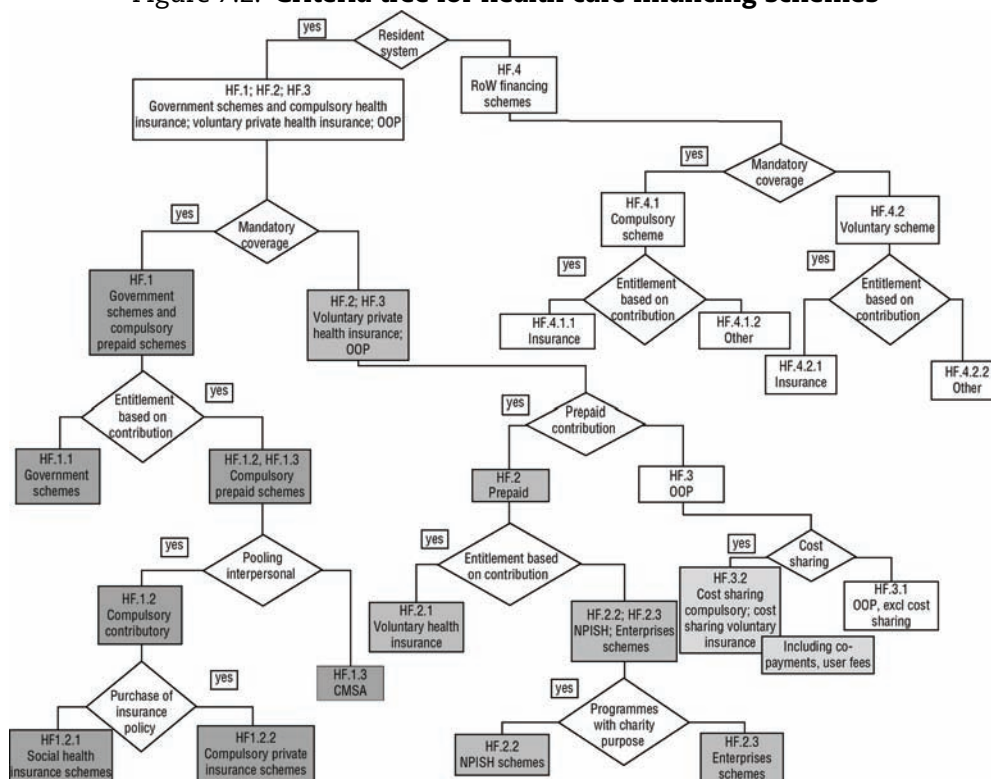 Figure 7.2. Criteria tree for health care financing schemes
yes
Resident
system
HF.1; HF.2; HF.3
Government schemes and compulsory health
insurance; voluntary private health insurance; OOP
HF.4
RoW financing
schemes
yes
Mandatory
coverage
yes
Mandatory
coverage
HF.4.1
Compulsory
scheme
HF.4.2
Voluntary scheme
HF.1
Government
schemes and
compulsory
prepaid schemes
HF.2; HF.3
Voluntary private
health insurance;
OOP
yes
Entitlement
based on
contribution
yes
Entitlement
based on
contribution
HF.4.1.1
Insurance
HF.4.1.2
Other
HF.4.2.1
Insurance
HF.4.2.2
Other
Entitlement
based on
contribution
yes
yes
Prepaid
contribution
HF.1.1
Government
schemes
HF.1.2, HF.1.3
Compulsory
prepaid schemes
HF.2
Prepaid
HF.3
OOP
yes
Pooling
interpersonal
yes
Entitlement based
on contribution
yes
Cost
sharing
HF.1.2
Compulsory
contributory
HF.2.1
Voluntary health
insurance
HF.2.2; HF.2.3
NPISH; Enterprises
schemes
HF.3.2
Cost sharing
compulsory; cost
sharing voluntary
insurance
HF.3.1
OOP, excl cost
sharing
Including co-
payments, user fees
HF.1.3
CMSA
Purchase of
insurance
policy
yes
yes
Programmes
with charity
purpose
HF1.2.1
Social health
insurance schemes
HF1.2.2
Compulsory private
insurance schemes
HF.2.2
NPISH schemes
HF.2.3
Enterprises
schemes